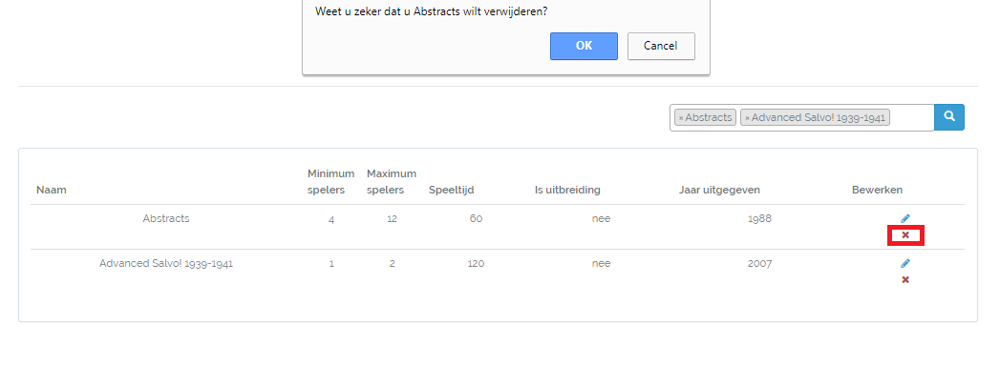 Weet u zeker dat u Abstracts wilt verwijderen?
OK Cancel
× Abstracts × Advanced Salvo! 1939-1941
Naam Minimum spelers Maximum spelers Speeltijd Is uitbreiding Jaar uitgegeven Bewerken
Abstracts 4 12 60 nee 1988
Advanced Salvo! 1939-1941 1 2 120 nee 2007